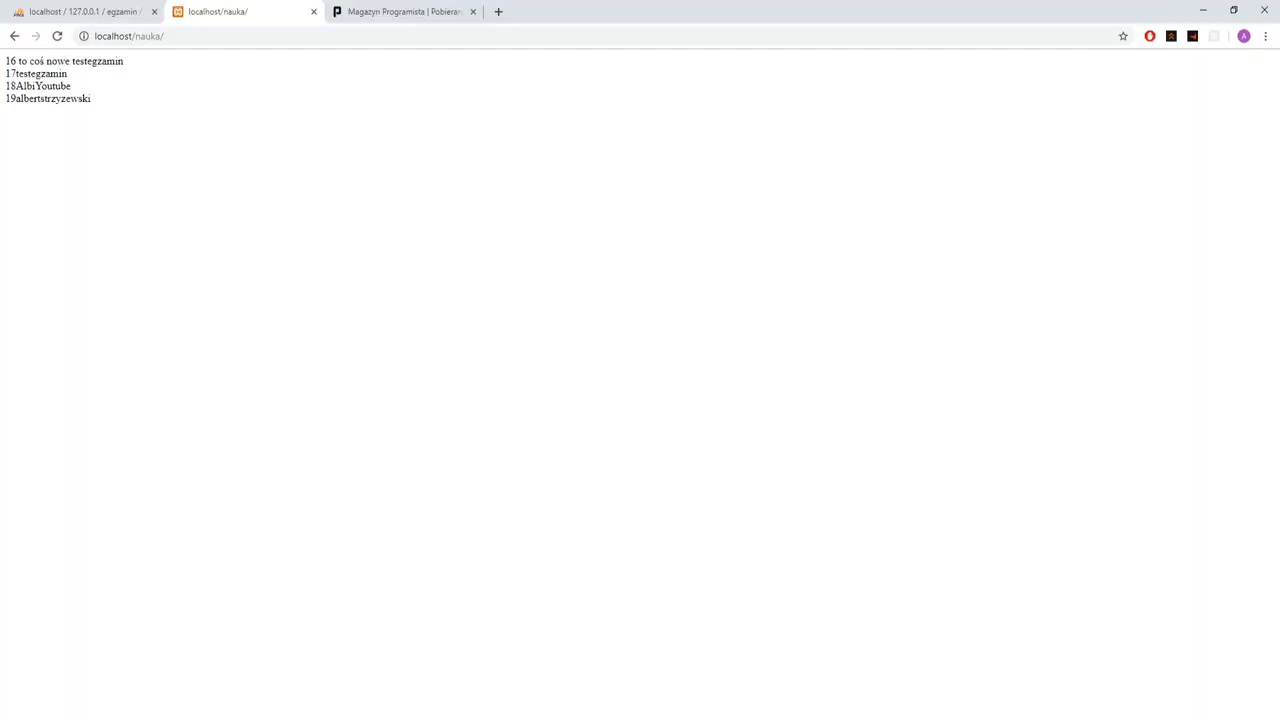 localhost / 127.0.0.1 / egzamin /
localhost/nauka/
Magazyn Programista | Pobieran
localhost/nauka/
A
16 to coś nowe testegzamin
17testegzamin
18AlbiYoutube
19albertstrzyzewski